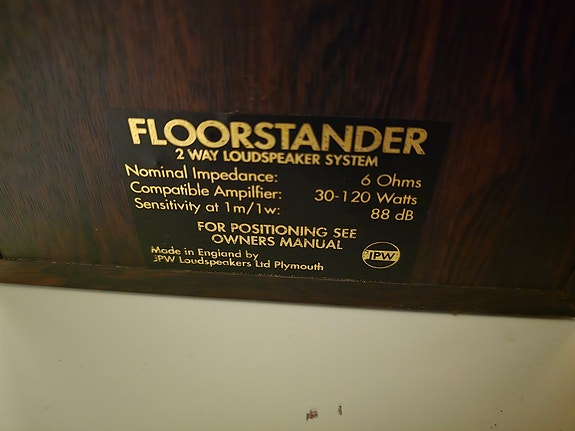 FLOORSTANDER
2 WAY LOUDSPEAKER SYSTEM
Nominal Impedance: 6 Ohms
Compatible Ampilfier: 30-120 Watts
Sensitivity at 1m/1w: 88 dB
FOR POSITIONING SEE
OWNERS MANUAL
Made in England by
JPW Loudspeakers Ltd Plymouth
JPW